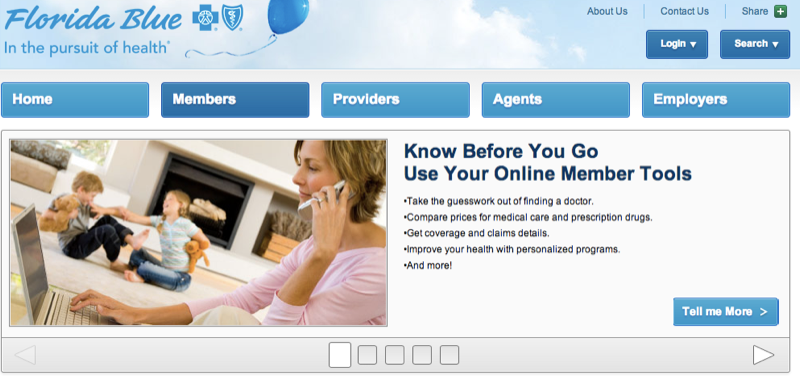 Florida Blue
In the pursuit of health®
About Us
Contact Us
Share
Login
Search
Home
Members
Providers
Agents
Employers
Know Before You Go
Use Your Online Member Tools
•Take the guesswork out of finding a doctor.
•Compare prices for medical care and prescription drugs.
•Get coverage and claims details.
•Improve your health with personalized programs.
•And more!
Tell me More >